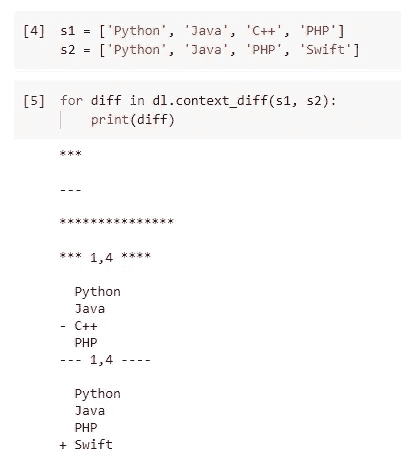 [4] s1 = ['Python', 'Java', 'C++', 'PHP']
s2 = ['Python', 'Java', 'PHP', 'Swift']
[5] for diff in dl.context_diff(s1, s2):
print(diff)
***
---
***************
*** 1,4 ****
Python
Java
- C++
PHP
--- 1,4 ----
Python
Java
PHP
+ Swift